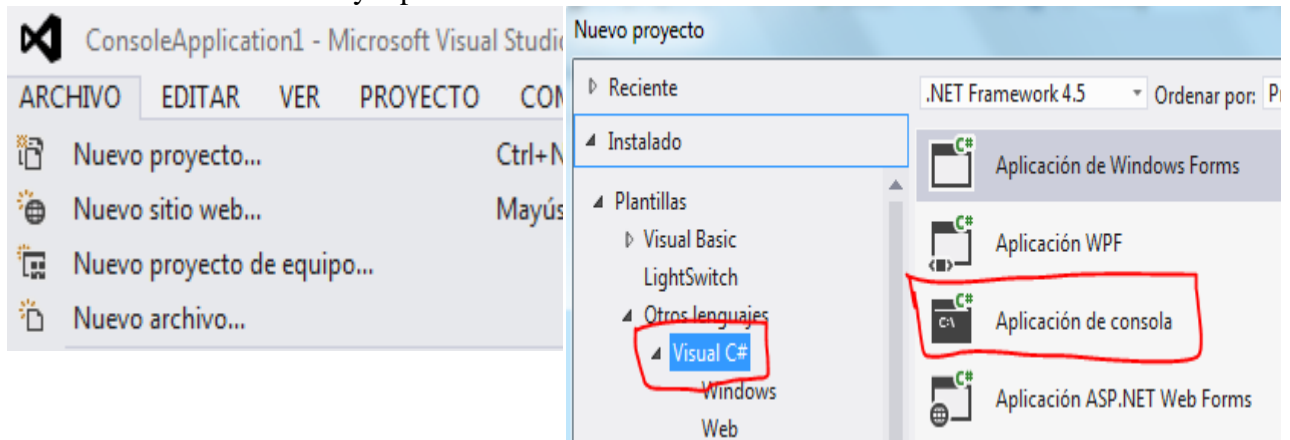 ConsoleApplication1 - Microsoft Visual Studi
ARCHIVO EDITAR VER PROYECTO COM
Nuevo proyecto... Ctrl+N
Nuevo sitio web... Mayús
Nuevo proyecto de equipo...
Nuevo archivo...
Nuevo proyecto
Reciente
Instalado
Plantillas
Visual Basic
LightSwitch
Otros lenguajes
Visual C#
Windows
Web
.NET Framework 4.5 Ordenar por:
C# Aplicación de Windows Forms
C# Aplicación WPF
C# C:\ Aplicación de consola
C# Aplicación ASP.NET Web Forms